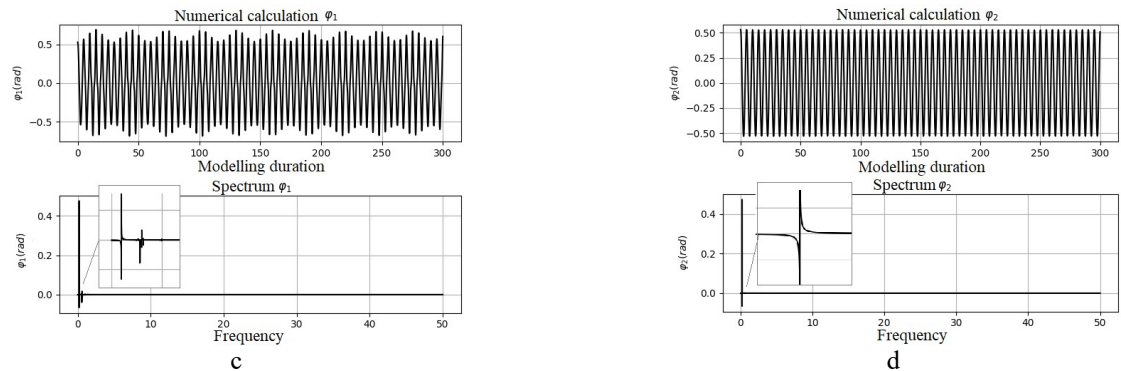 Numerical calculation φ₁
0.5
0.0
−0.5
φ₁(rad)
0 50 100 150 200 250 300
Modelling duration
Spectrum φ₁
0.4
0.2
0.0
φ₁(rad)
0 10 20 30 40 50
Frequency
c
Numerical calculation φ₂
0.50
0.25
0.00
−0.25
−0.50
φ₂(rad)
0 50 100 150 200 250 300
Modelling duration
Spectrum φ₂
0.4
0.2
0.0
φ₂(rad)
0 10 20 30 40 50
Frequency
d